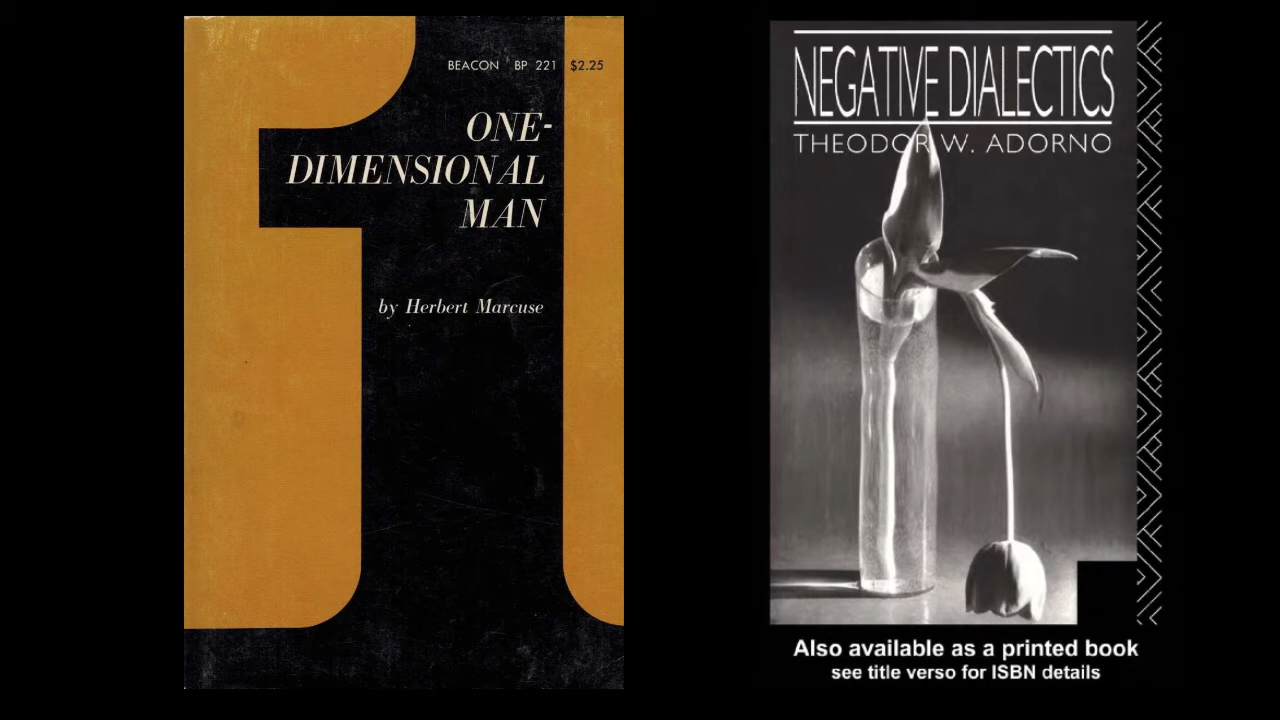 BEACON BP 221 $2.25
ONE-
DIMENSIONAL
MAN
by Herbert Marcuse
NEGATIVE DIALECTICS
THEODOR W. ADORNO
Also available as a printed book
see title verso for ISBN details